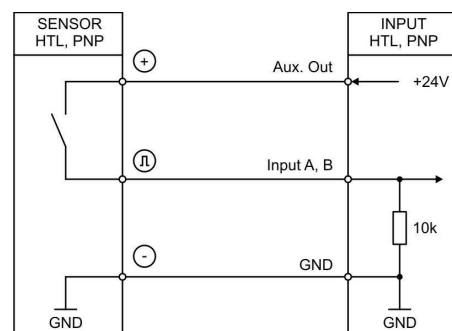 SENSOR
HTL, PNP
INPUT
HTL, PNP
+
Aux. Out
+24V
Input A, B
10k
-
GND
GND
GND